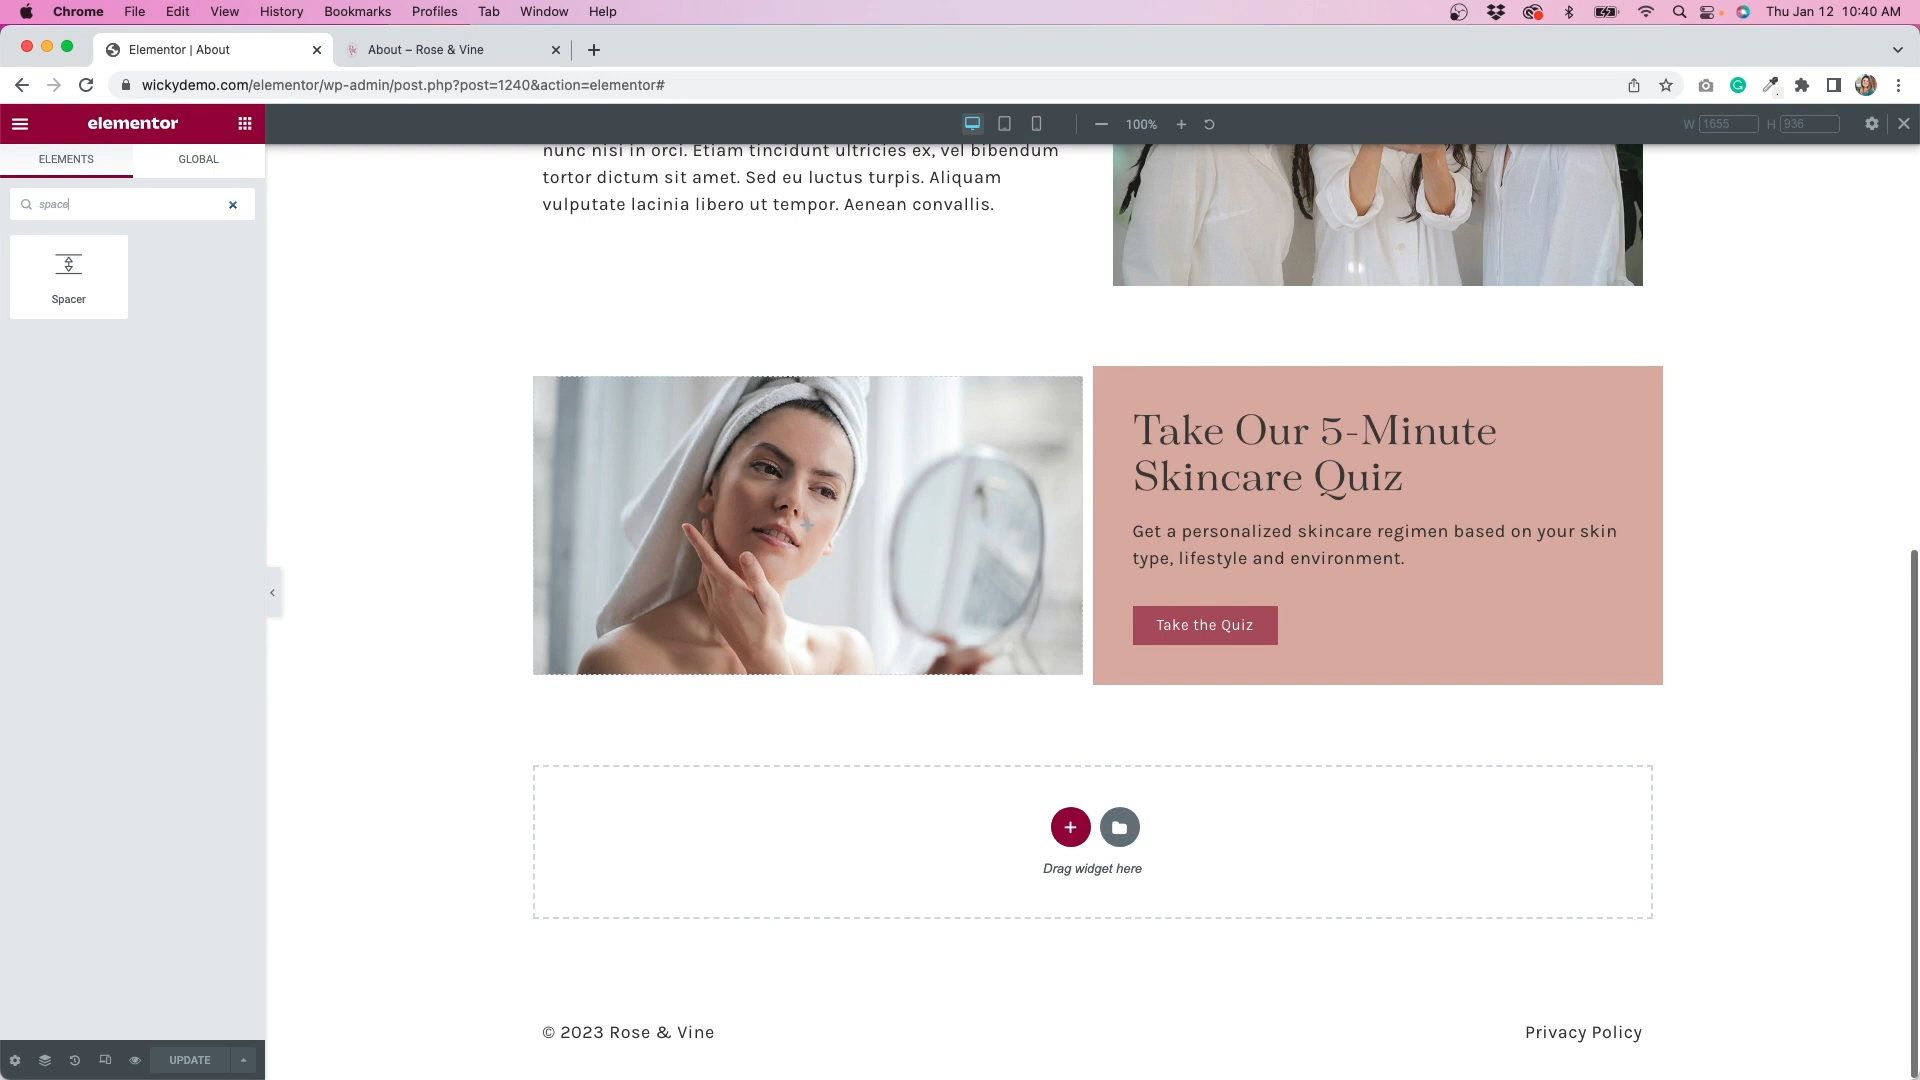 Chrome File Edit View History Bookmarks Profiles Tab Window Help Thu Jan 12 10:40 AM
Elementor | About
About – Rose & Vine
wickydemo.com/elementor/wp-admin/post.php?post=1240&action=elementor#
elementor
100%
W 1655 H 936
ELEMENTS GLOBAL
space
Spacer
nunc nisi in orci. Etiam tincidunt ultricies ex, vel bibendum
tortor dictum sit amet. Sed eu luctus turpis. Aliquam
vulputate lacinia libero ut tempor. Aenean convallis.
Take Our 5-Minute
Skincare Quiz
Get a personalized skincare regimen based on your skin
type, lifestyle and environment.
Take the Quiz
Drag widget here
© 2023 Rose & Vine
Privacy Policy
UPDATE